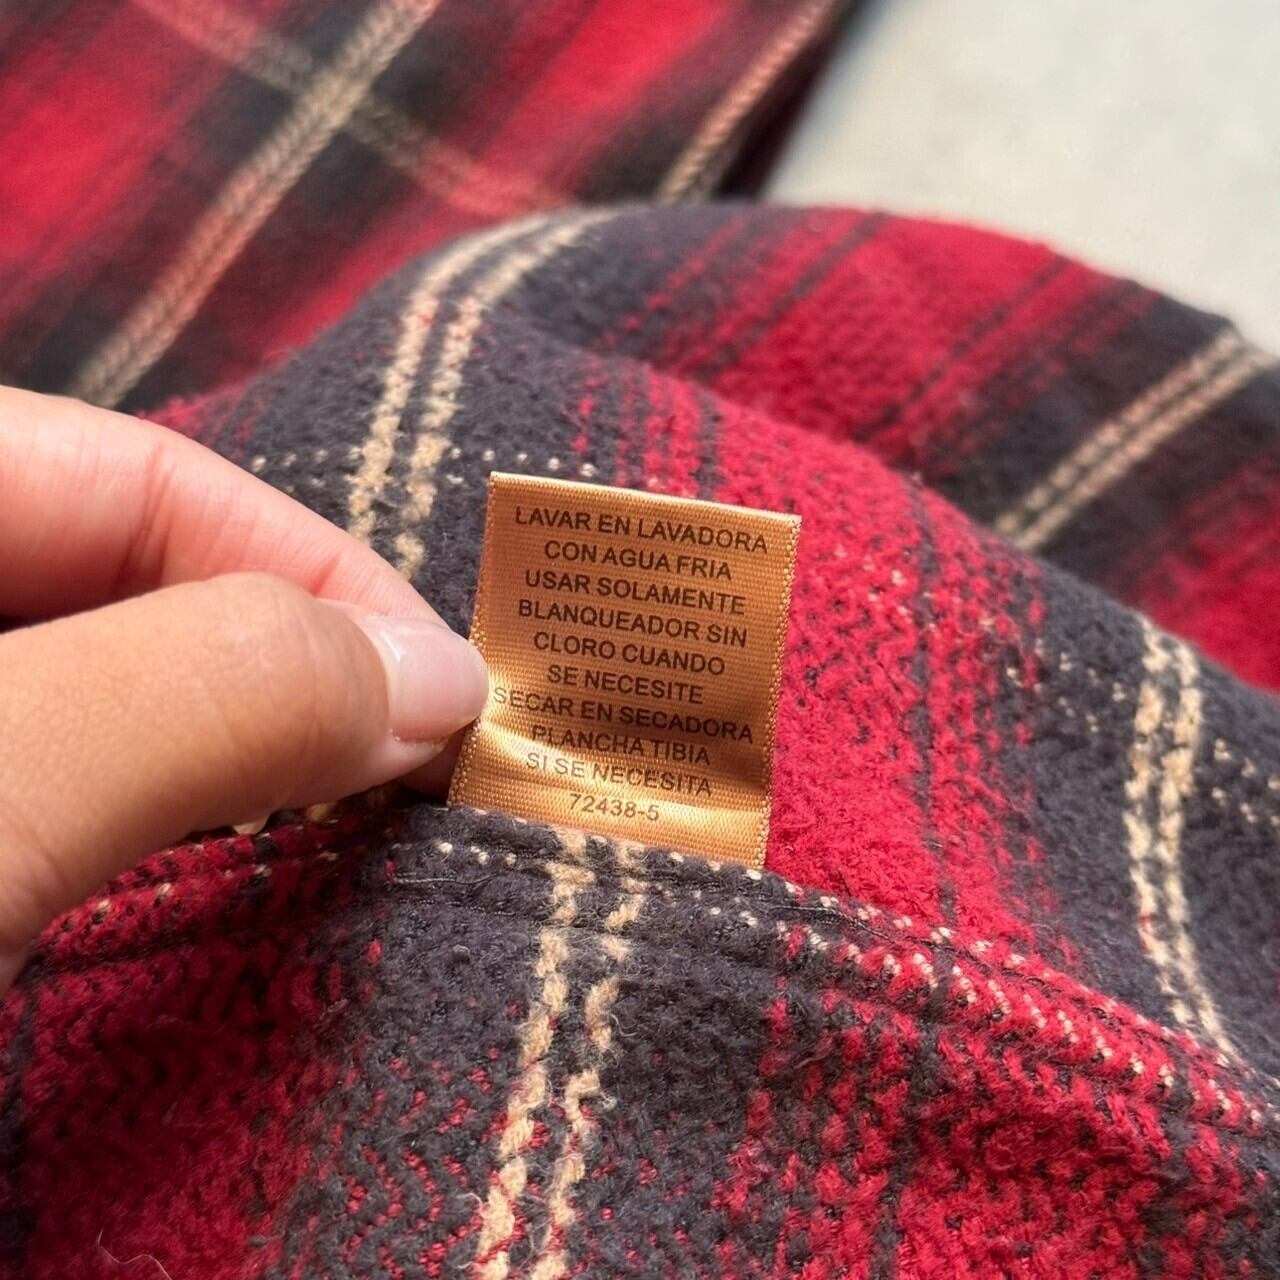 LAVAR EN LAVADORA
CON AGUA FRIA
USAR SOLAMENTE
BLANQUEADOR SIN
CLORO CUANDO
SE NECESITE
SECAR EN SECADORA
PLANCHA TIBIA
SI SE NECESITA
72438-5